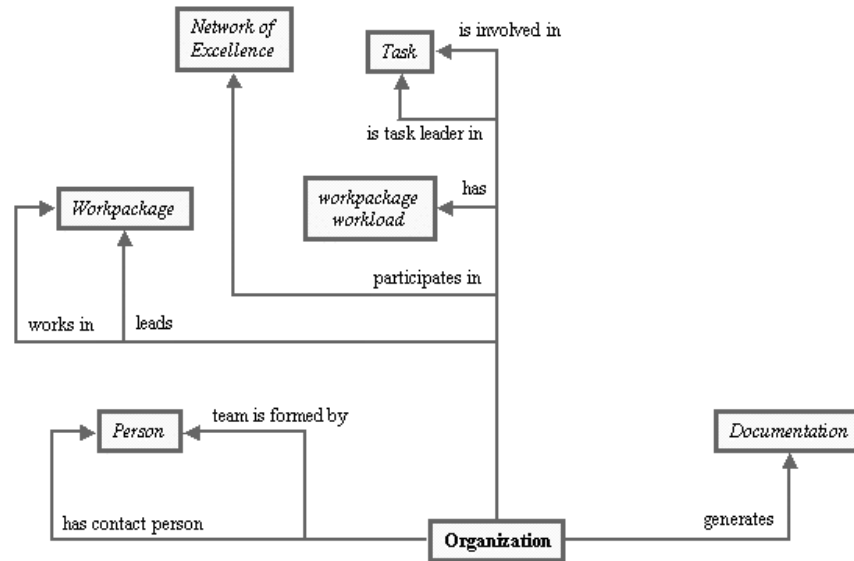 Network of
Excellence
is involved in
Task
is task leader in
workpackage
workload
has
Workpackage
participates in
works in
leads
team is formed by
Person
Documentation
has contact person
generates
Organization